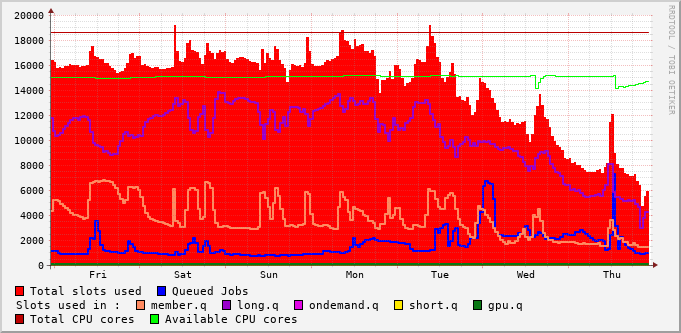 20000
18000
16000
14000
12000
10000
8000
6000
4000
2000
0
Fri Sat Sun Mon Tue Wed Thu
RRDTOOL / TOBI OETIKER
Total slots used Queued Jobs
Slots used in : member.q long.q ondemand.q short.q gpu.q
Total CPU cores Available CPU cores